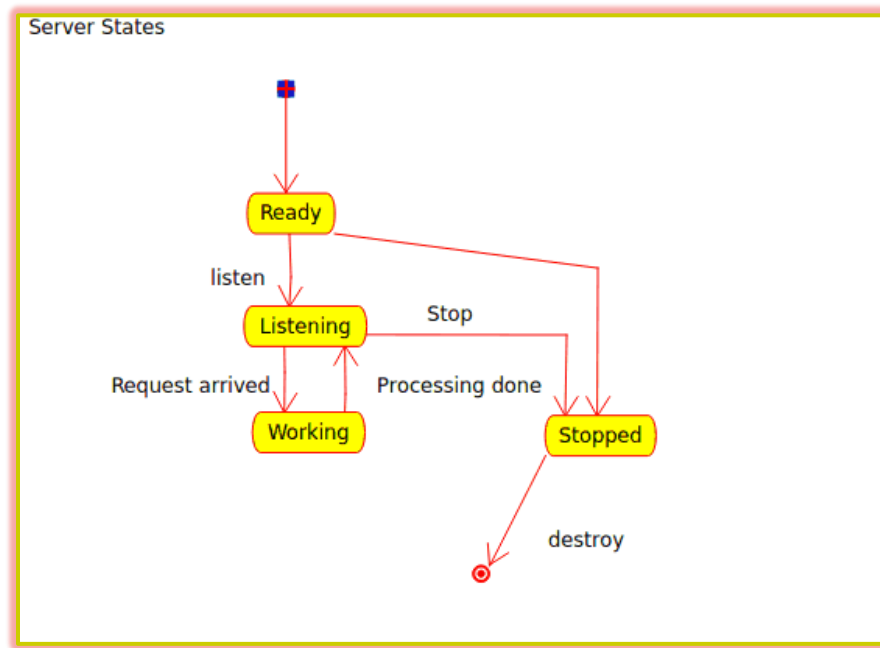 Server States
Ready
listen
Listening
Stop
Request arrived
Processing done
Working
Stopped
destroy